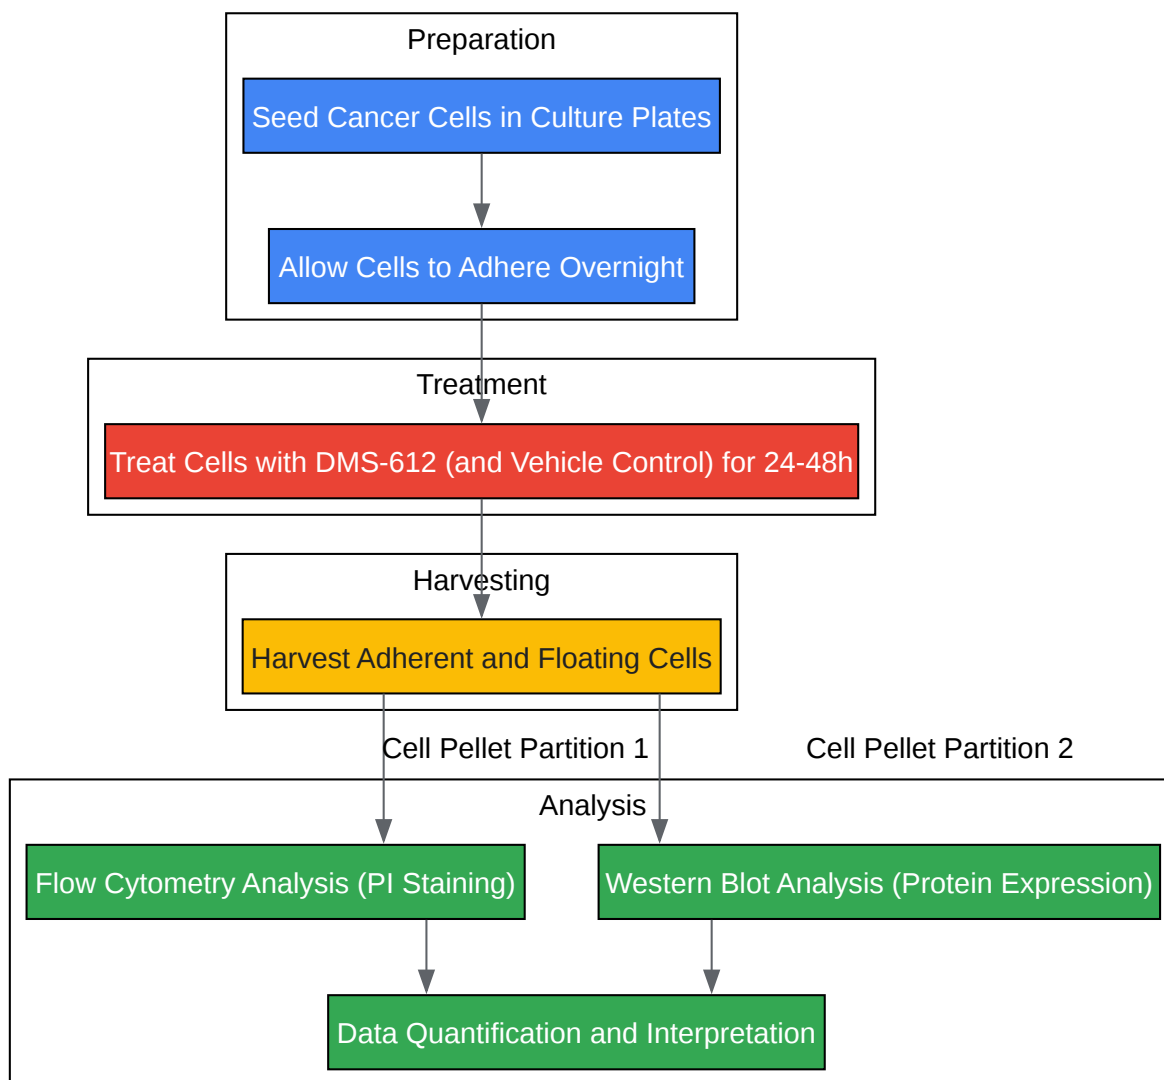 Preparation
Seed Cancer Cells in Culture Plates
Allow Cells to Adhere Overnight
Treatment
Treat Cells with DMS-612 (and Vehicle Control) for 24-48h
Harvesting
Harvest Adherent and Floating Cells
Cell Pellet Partition 1
Cell Pellet Partition 2
Analysis
Flow Cytometry Analysis (PI Staining)
Western Blot Analysis (Protein Expression)
Data Quantification and Interpretation